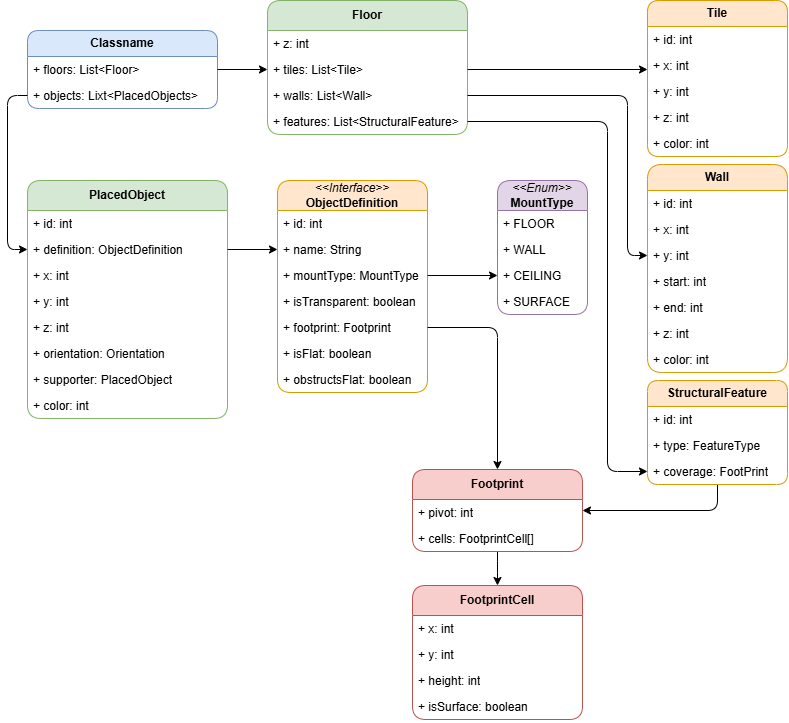 Classname
+ floors: List<Floor>
+ objects: Lixt<PlacedObjects>
Floor
+ z: int
+ tiles: List<Tile>
+ walls: List<Wall>
+ features: List<StructuralFeature>
Tile
+ id: int
+ x: int
+ y: int
+ z: int
+ color: int
Wall
+ id: int
+ x: int
+ y: int
+ start: int
+ end: int
+ z: int
+ color: int
PlacedObject
+ id: int
+ definition: ObjectDefinition
+ x: int
+ y: int
+ z: int
+ orientation: Orientation
+ supporter: PlacedObject
+ color: int
<<Interface>>
ObjectDefinition
+ id: int
+ name: String
+ mountType: MountType
+ isTransparent: boolean
+ footprint: Footprint
+ isFlat: boolean
+ obstructsFlat: boolean
<<Enum>>
MountType
+ FLOOR
+ WALL
+ CEILING
+ SURFACE
StructuralFeature
+ id: int
+ type: FeatureType
+ coverage: FootPrint
Footprint
+ pivot: int
+ cells: FootprintCell[]
FootprintCell
+ x: int
+ y: int
+ height: int
+ isSurface: boolean